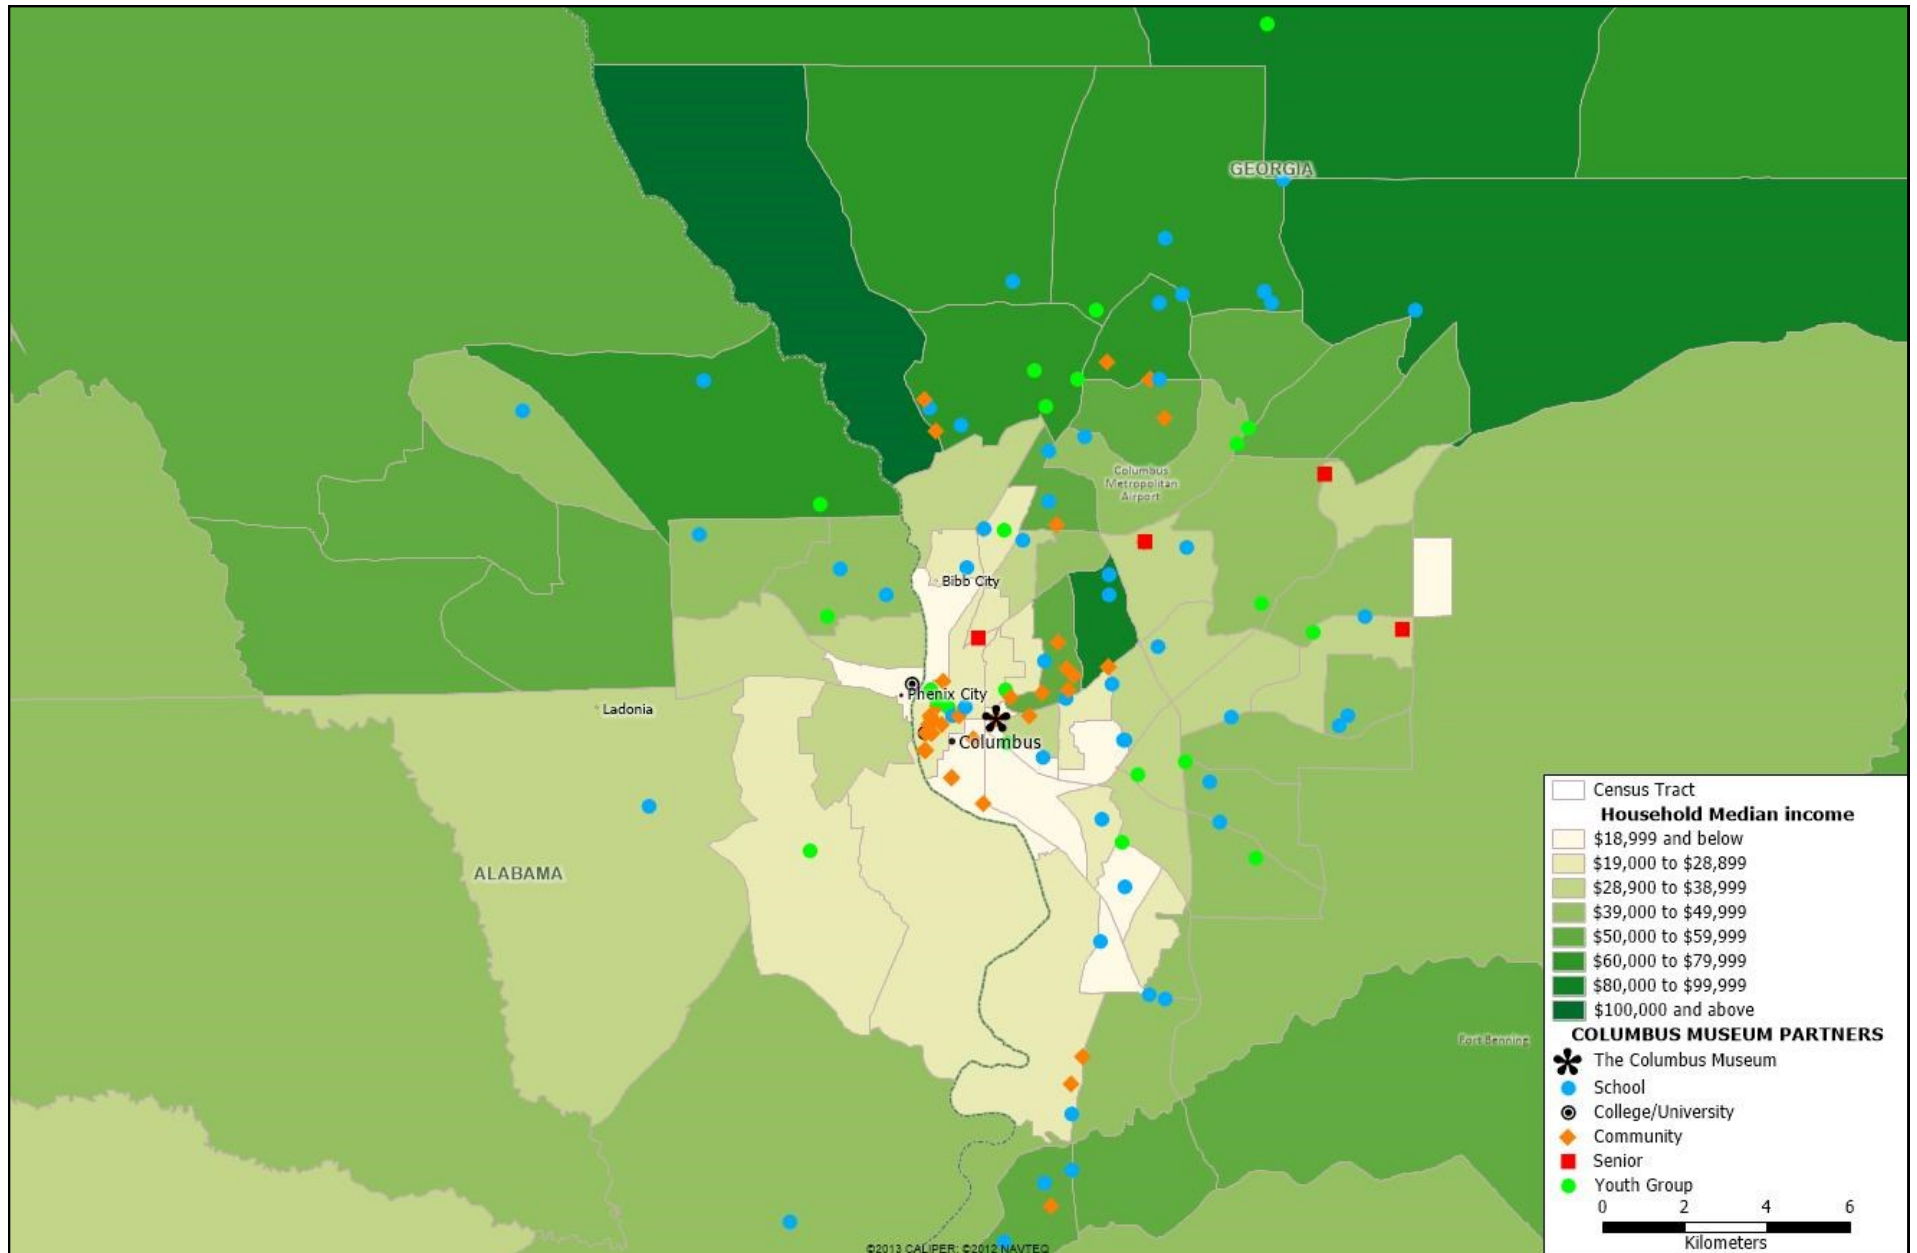 GEORGIA
Columbus
Metropolitan
Airport
Bibb City
Phenix City
Ladonia
Columbus
ALABAMA
Fort Benning
Census Tract
Household Median income
$18,999 and below
$19,000 to $28,899
$28,900 to $38,999
$39,000 to $49,999
$50,000 to $59,999
$60,000 to $79,999
$80,000 to $99,999
$100,000 and above
COLUMBUS MUSEUM PARTNERS
The Columbus Museum
School
College/University
Community
Senior
Youth Group
0 2 4 6
Kilometers
©2013 CALIPER; ©2012 NAVTEQ